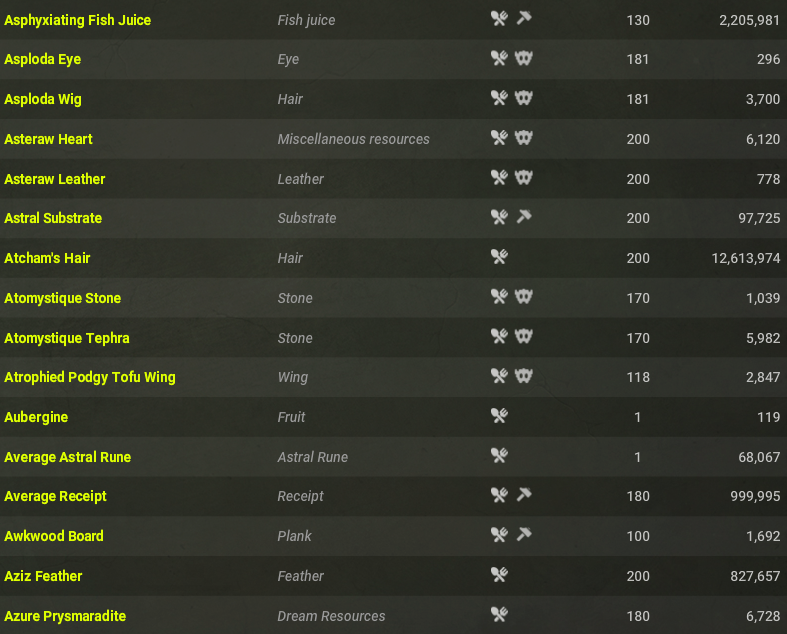 Asphyxiating Fish Juice Fish juice 130 2,205,981
Asploda Eye Eye 181 296
Asploda Wig Hair 181 3,700
Asteraw Heart Miscellaneous resources 200 6,120
Asteraw Leather Leather 200 778
Astral Substrate Substrate 200 97,725
Atcham's Hair Hair 200 12,613,974
Atomystique Stone Stone 170 1,039
Atomystique Tephra Stone 170 5,982
Atrophied Podgy Tofu Wing Wing 118 2,847
Aubergine Fruit 1 119
Average Astral Rune Astral Rune 1 68,067
Average Receipt Receipt 180 999,995
Awkwood Board Plank 100 1,692
Aziz Feather Feather 200 827,657
Azure Prysmaradite Dream Resources 180 6,728